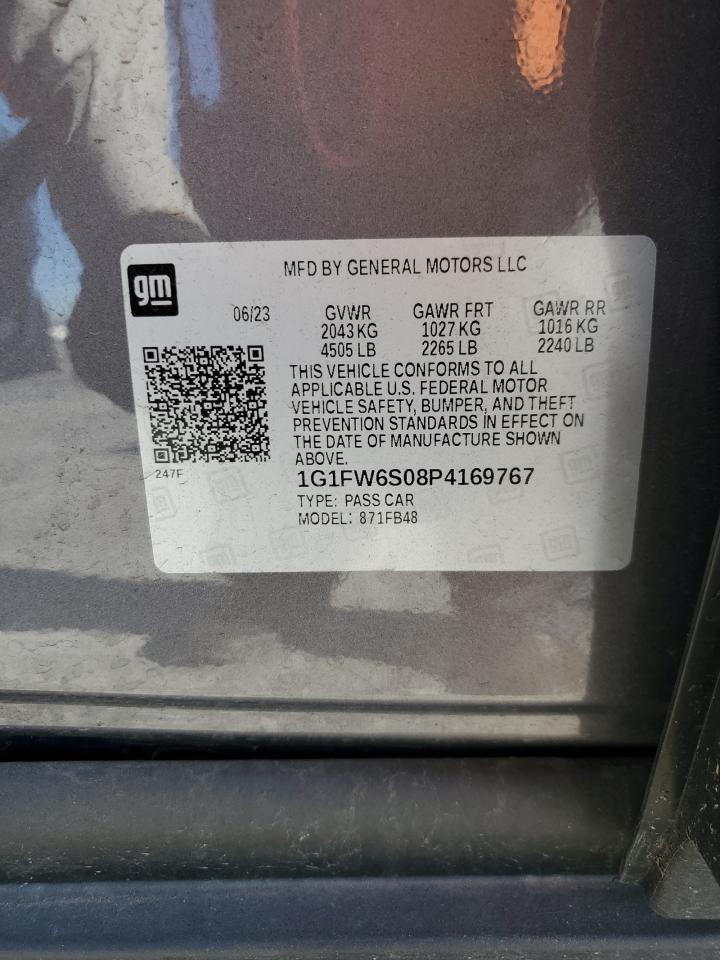 gm
MFD BY GENERAL MOTORS LLC
06/23 GVWR GAWR FRT GAWR RR
2043 KG 1027 KG 1016 KG
4505 LB 2265 LB 2240 LB
THIS VEHICLE CONFORMS TO ALL
APPLICABLE U.S. FEDERAL MOTOR
VEHICLE SAFETY, BUMPER, AND THEFT
PREVENTION STANDARDS IN EFFECT ON
THE DATE OF MANUFACTURE SHOWN
ABOVE.
247F
1G1FW6S08P4169767
TYPE: PASS CAR
MODEL: 871FB48